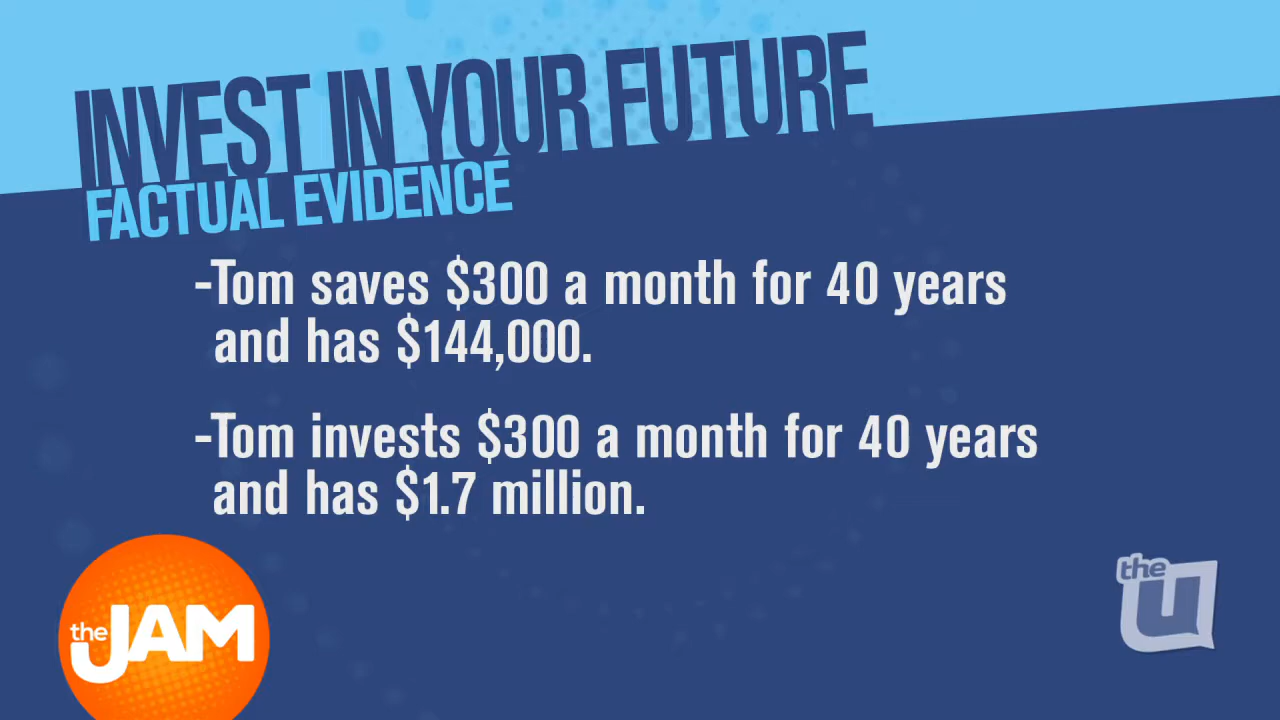 INVEST IN YOUR FUTURE
FACTUAL EVIDENCE
-Tom saves $300 a month for 40 years
and has $144,000.
-Tom invests $300 a month for 40 years
and has $1.7 million.
the
JAM
the
U